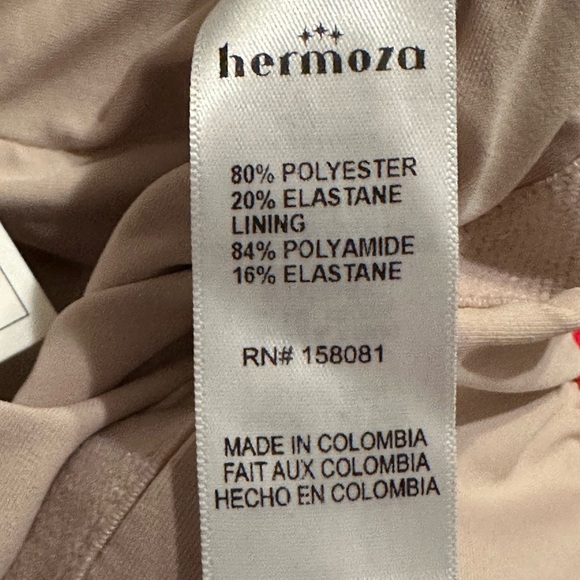 hermoza
80% POLYESTER
20% ELASTANE
LINING
84% POLYAMIDE
16% ELASTANE
RN# 158081
MADE IN COLOMBIA
FAIT AUX COLOMBIA
HECHO EN COLOMBIA